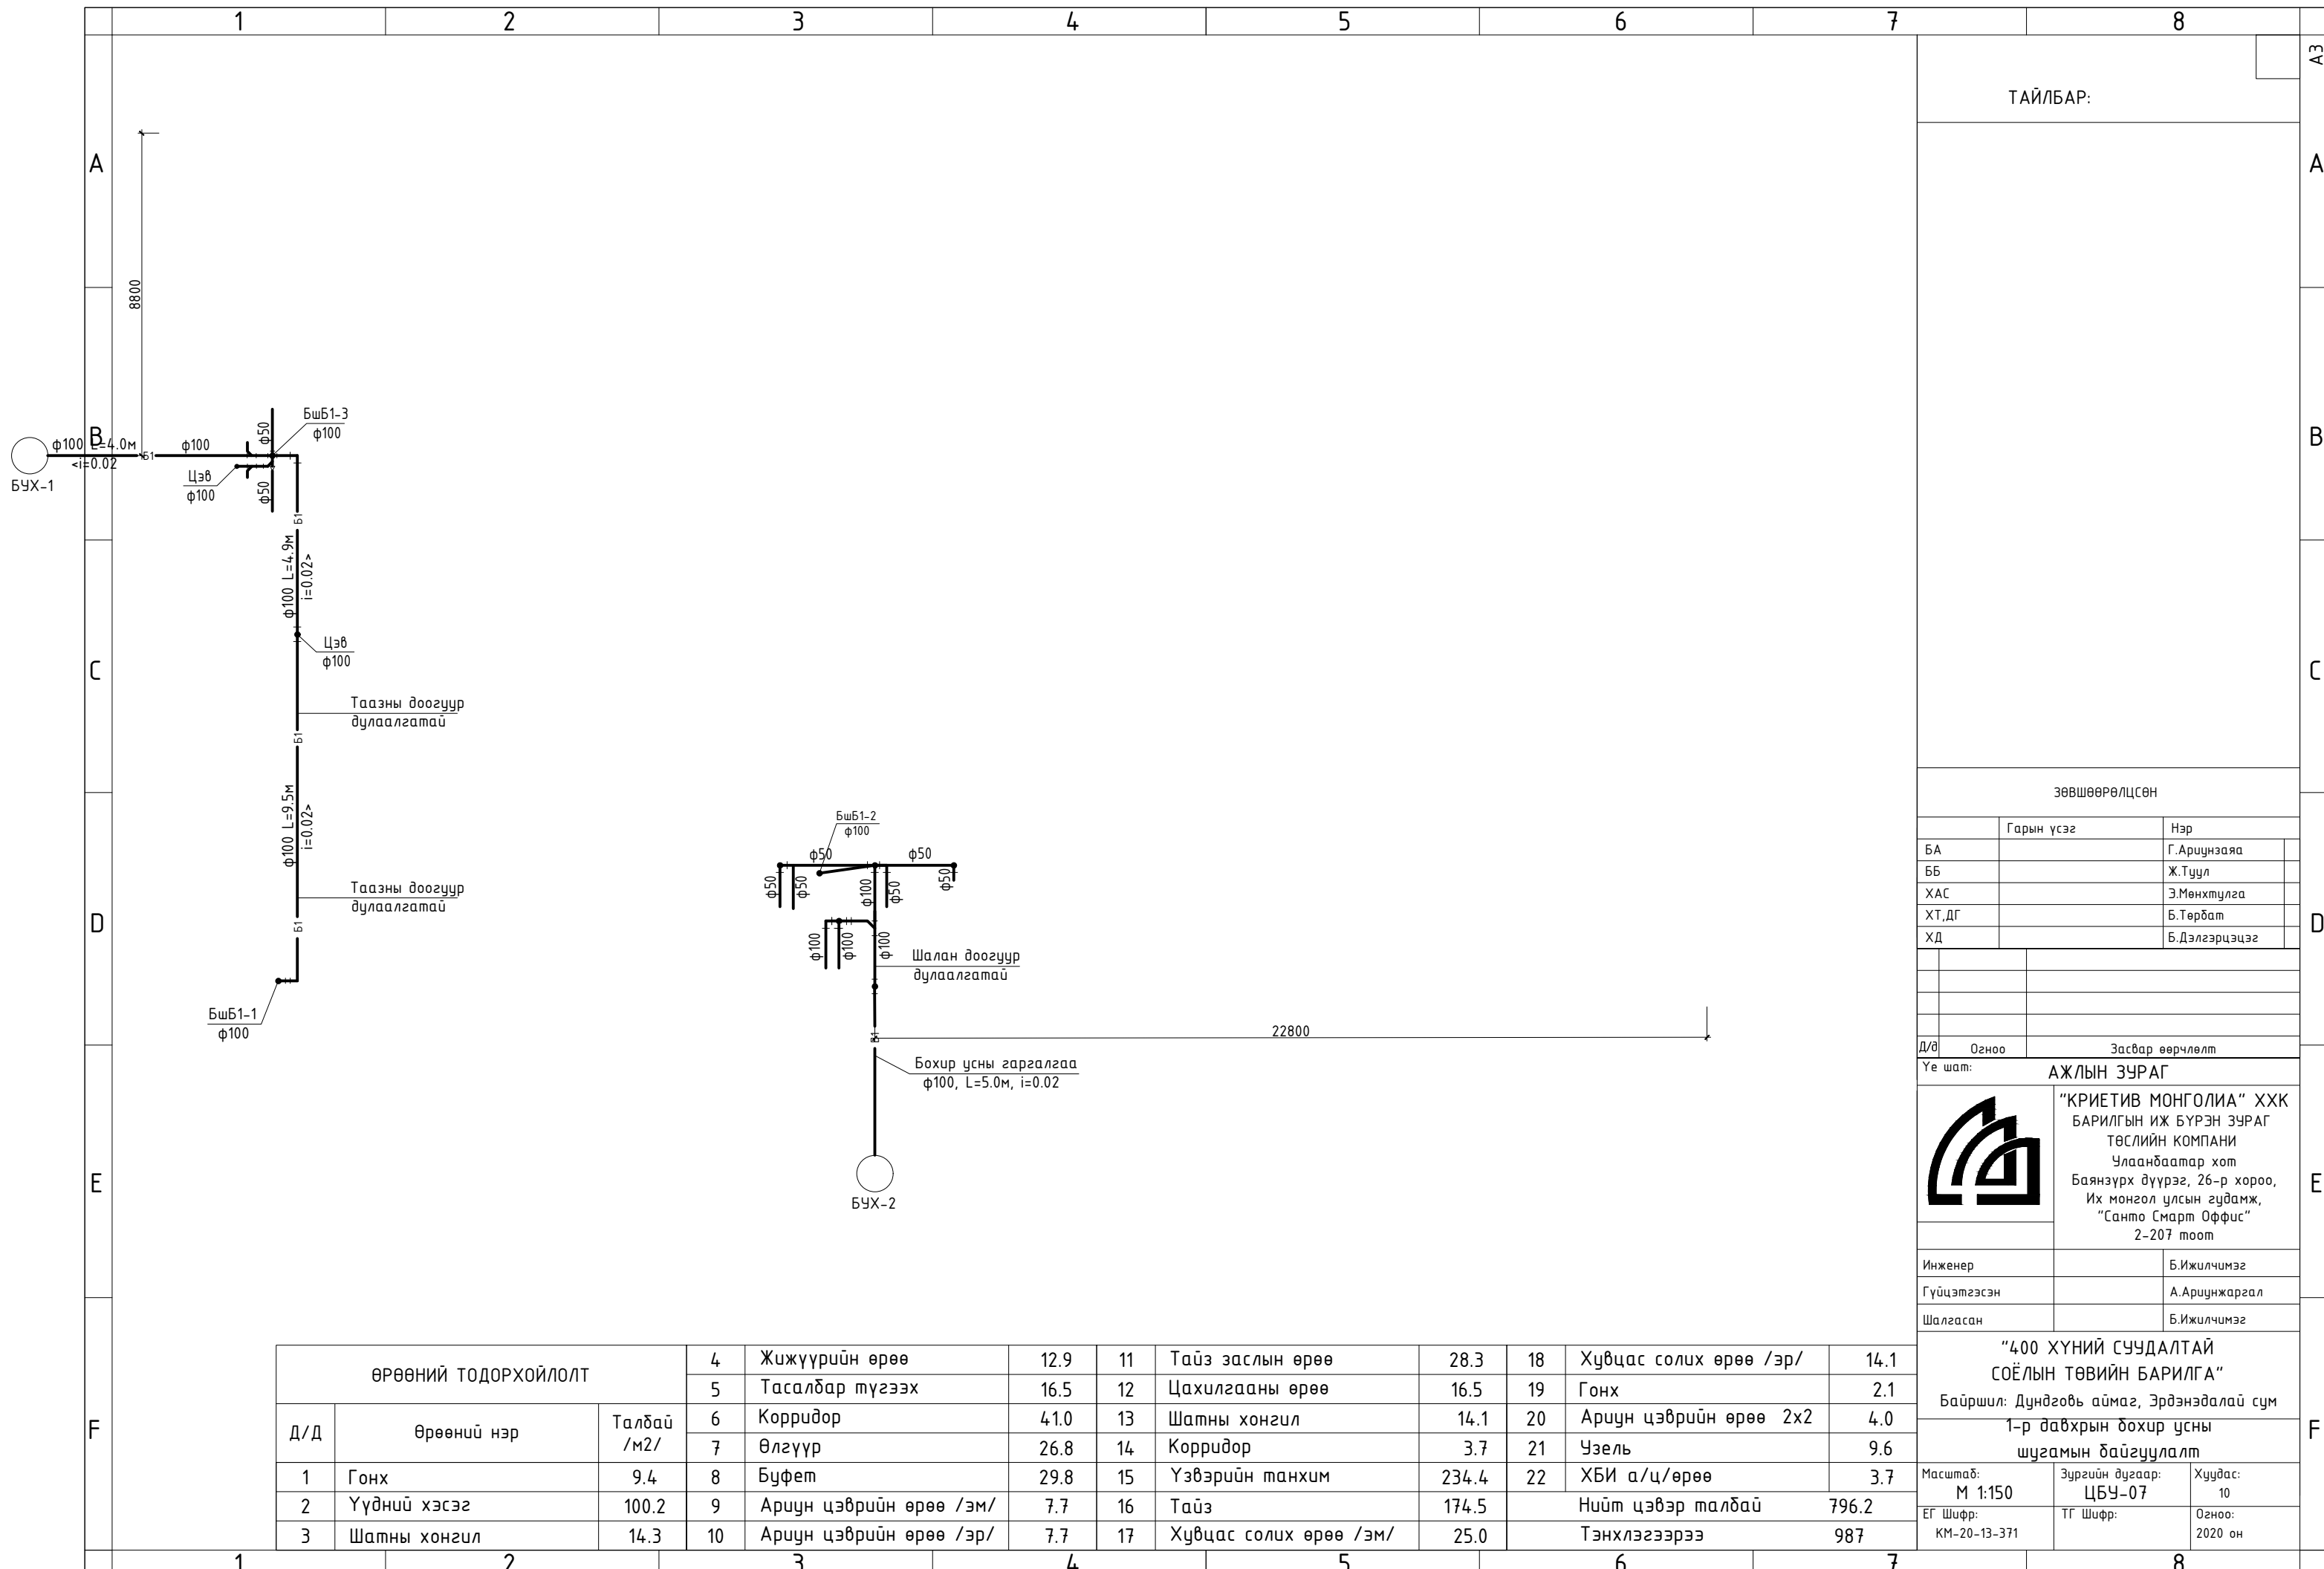 1 2 3 4 5 6 7 8
А3
ТАЙЛБАР:
A A
8800
B B
БУХ-1
ф100 L=4.0м
<i=0.02
Б1
ф100
ф50
БшБ1-3
ф100
Цэв
ф100
ф50
Б1
ф100 L=4.9м
i=0.02>
Цэв
ф100
C C
Таазны доогуур
дулаалгатай
Б1
ф100 L=9.5м
i=0.02>
Таазны доогуур
дулаалгатай
Б1
D D
БшБ1-1
ф100
БшБ1-2
ф100
ф50 ф50
ф50 ф50 ф100 ф50 ф50
ф100 ф100 ф100
Шалан доогуур
дулаалгатай
22800
Б1
Бохир усны гаргалгаа
ф100, L=5.0м, i=0.02
БУХ-2
E E
ЗӨВШӨӨРӨЛЦСӨН
Гарын үсэг Нэр
БА Г.Ариунзаяа
ББ Ж.Туул
ХАС Э.Мөнхтулга
ХТ,ДГ Б.Төрбат
ХД Б.Дэлгэрцэцэг
Д/д Огноо Засвар өөрчлөлт
Үе шат:
АЖЛЫН ЗУРАГ
"КРИЕТИВ МОНГОЛИА" ХХК
БАРИЛГЫН ИЖ БҮРЭН ЗУРАГ
ТӨСЛИЙН КОМПАНИ
Улаанбаатар хот
Баянзүрх дүүрэг, 26-р хороо,
Их монгол улсын гудамж,
"Санто Смарт Оффис"
2-207 тоот
Инженер Б.Ижилчимэг
Гүйцэтгэсэн А.Ариунжаргал
Шалгасан Б.Ижилчимэг
"400 ХҮНИЙ СУУДАЛТАЙ
СОЁЛЫН ТӨВИЙН БАРИЛГА"
Байршил: Дундговь аймаг, Эрдэнэдалай сум
1-р давхрын бохир усны
шугамын байгуулалт
Масштаб: Зургийн дугаар: Хуудас:
М 1:150 ЦБУ-07 10
ЕГ Шифр: ТГ Шифр: Огноо:
КМ-20-13-371 2020 он
F F
ӨРӨӨНИЙ ТОДОРХОЙЛОЛТ
Д/Д Өрөөний нэр Талбай
/м2/
1 Гонх 9.4
2 Үүдний хэсэг 100.2
3 Шатны хонгил 14.3
4 Жижүүрийн өрөө 12.9
5 Тасалбар түгээх 16.5
6 Корридор 41.0
7 Өлгүүр 26.8
8 Буфет 29.8
9 Ариун цэврийн өрөө /эм/ 7.7
10 Ариун цэврийн өрөө /эр/ 7.7
11 Тайз заслын өрөө 28.3
12 Цахилгааны өрөө 16.5
13 Шатны хонгил 14.1
14 Корридор 3.7
15 Үзвэрийн танхим 234.4
16 Тайз 174.5
17 Хувцас солих өрөө /эм/ 25.0
18 Хувцас солих өрөө /эр/ 14.1
19 Гонх 2.1
20 Ариун цэврийн өрөө 2х2 4.0
21 Узель 9.6
22 ХБИ а/ц/өрөө 3.7
Нийт цэвэр талбай 796.2
Тэнхлэгээрээ 987
1 2 3 4 5 6 7 8